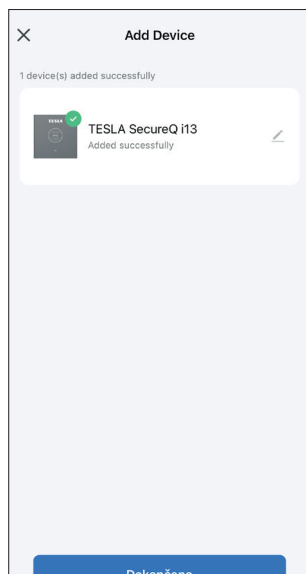 Add Device
1 device(s) added successfully
TESLA
TESLA SecureQ i13
Added successfully
Dokončeno